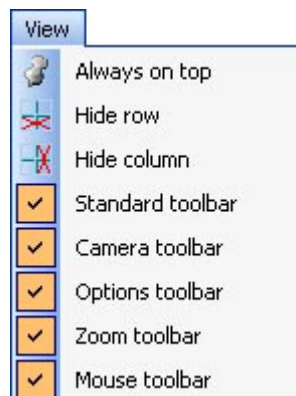 View
Always on top
Hide row
Hide column
Standard toolbar
Camera toolbar
Options toolbar
Zoom toolbar
Mouse toolbar